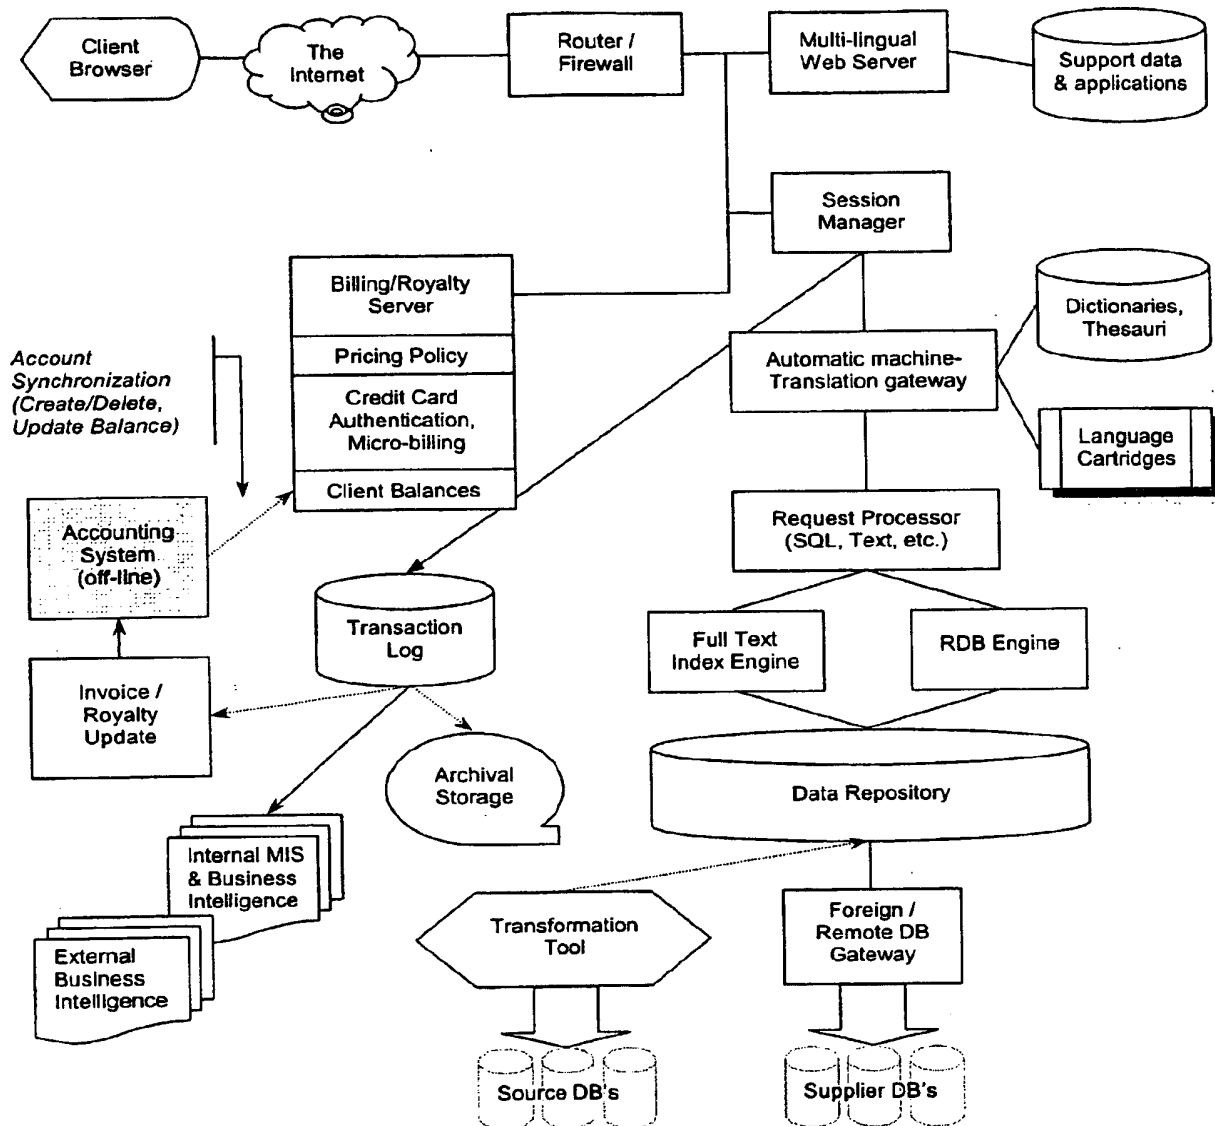 Client
Browser
The
Internet
Router /
Firewall
Multi-lingual
Web Server
Support data
& applications
Session
Manager
Billing/Royalty
Server
Pricing Policy
Credit Card
Authentication,
Micro-billing
Client Balances
Account
Synchronization
(Create/Delete,
Update Balance)
Dictionaries,
Thesauri
Automatic machine-
Translation gateway
Language
Cartridges
Accounting
System
(off-line)
Request Processor
(SQL, Text, etc.)
Transaction
Log
Full Text
Index Engine
RDB Engine
Invoice /
Royalty
Update
Archival
Storage
Data Repository
Internal MIS
& Business
Intelligence
External
Business
Intelligence
Transformation
Tool
Foreign /
Remote DB
Gateway
Source DB's
Supplier DB's